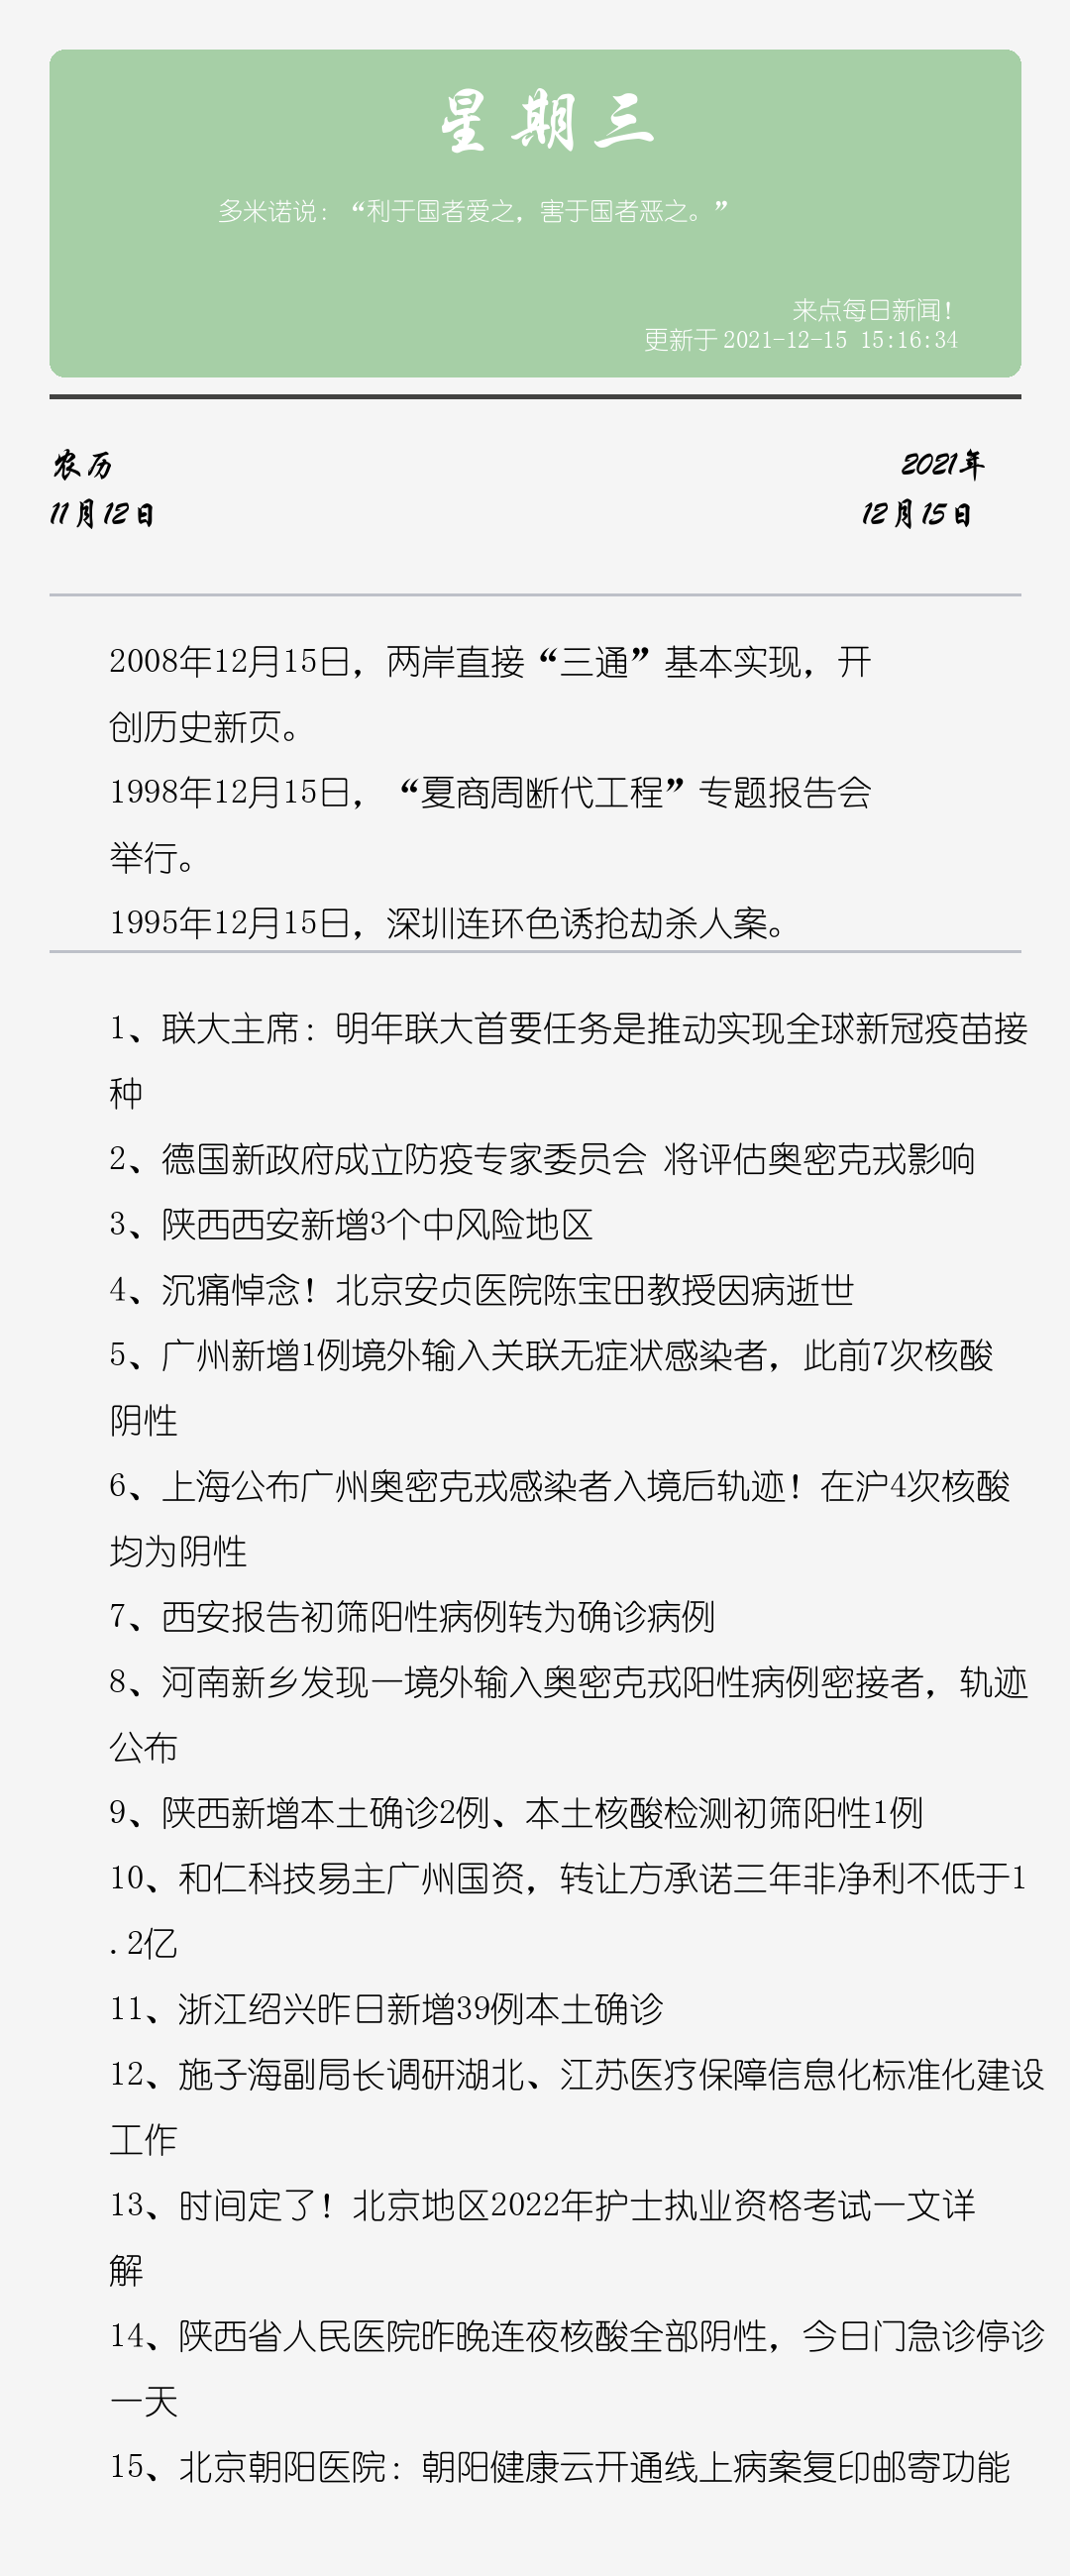 星期三
多米诺说：“利于国者爱之，害于国者恶之。”
来点每日新闻！
更新于 2021-12-15 15:16:34
农历
2021年
11月12日
12月15日
2008年12月15日，两岸直接“三通”基本实现，开
创历史新页。
1998年12月15日，“夏商周断代工程”专题报告会
举行。
1995年12月15日，深圳连环色诱抢劫杀人案。
1、联大主席：明年联大首要任务是推动实现全球新冠疫苗接
种
2、德国新政府成立防疫专家委员会 将评估奥密克戎影响
3、陕西西安新增3个中风险地区
4、沉痛悼念！北京安贞医院陈宝田教授因病逝世
5、广州新增1例境外输入关联无症状感染者，此前7次核酸
阴性
6、上海公布广州奥密克戎感染者入境后轨迹！在沪4次核酸
均为阴性
7、西安报告初筛阳性病例转为确诊病例
8、河南新乡发现一境外输入奥密克戎阳性病例密接者，轨迹
公布
9、陕西新增本土确诊2例、本土核酸检测初筛阳性1例
10、和仁科技易主广州国资，转让方承诺三年非净利不低于1
.2亿
11、浙江绍兴昨日新增39例本土确诊
12、施子海副局长调研湖北、江苏医疗保障信息化标准化建设
工作
13、时间定了！北京地区2022年护士执业资格考试一文详
解
14、陕西省人民医院昨晚连夜核酸全部阴性，今日门急诊停诊
一天
15、北京朝阳医院：朝阳健康云开通线上病案复印邮寄功能